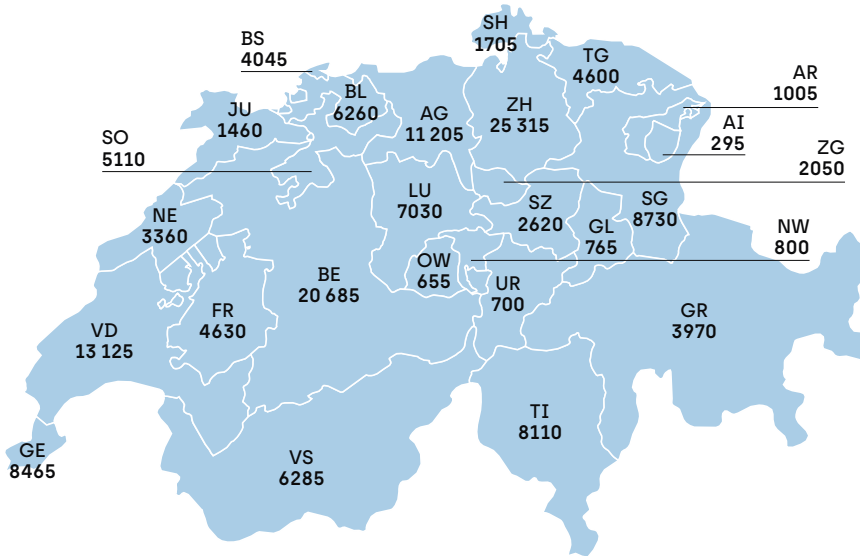 SH
1705
BS
4045
TG
4600
AR
1005
BL
6260
JU
1460
AG
11 205
ZH
25 315
AI
295
SO
5110
ZG
2050
LU
7030
SZ
2620
SG
8730
NE
3360
GL
765
NW
800
OW
655
BE
20 685
UR
700
FR
4630
GR
3970
VD
13 125
TI
8110
GE
8465
VS
6285